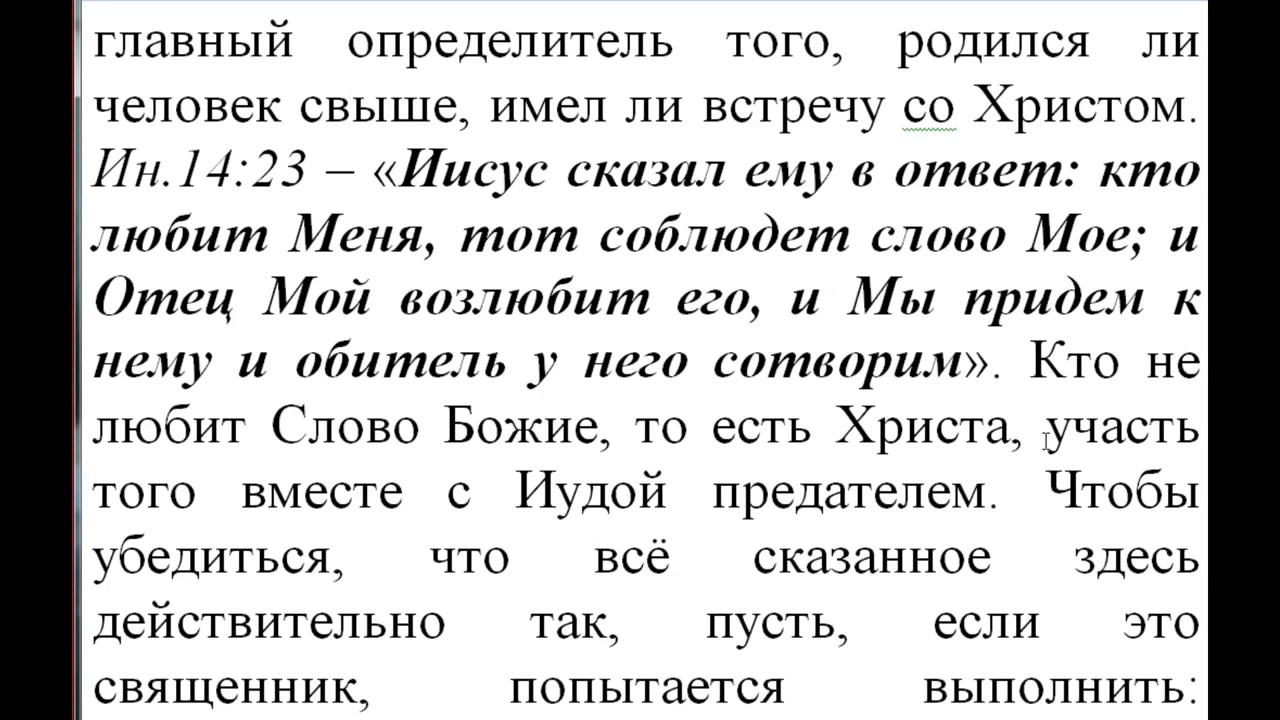 главный определитель того, родился ли
человек свыше, имел ли встречу со Христом.
Ин.14:23 – «Иисус сказал ему в ответ: кто
любит Меня, тот соблюдет слово Мое; и
Отец Мой возлюбит его, и Мы придем к
нему и обитель у него сотворим». Кто не
любит Слово Божие, то есть Христа, участь
того вместе с Иудой предателем. Чтобы
убедиться, что всё сказанное здесь
действительно так, пусть, если это
священник, попытается выполнить: